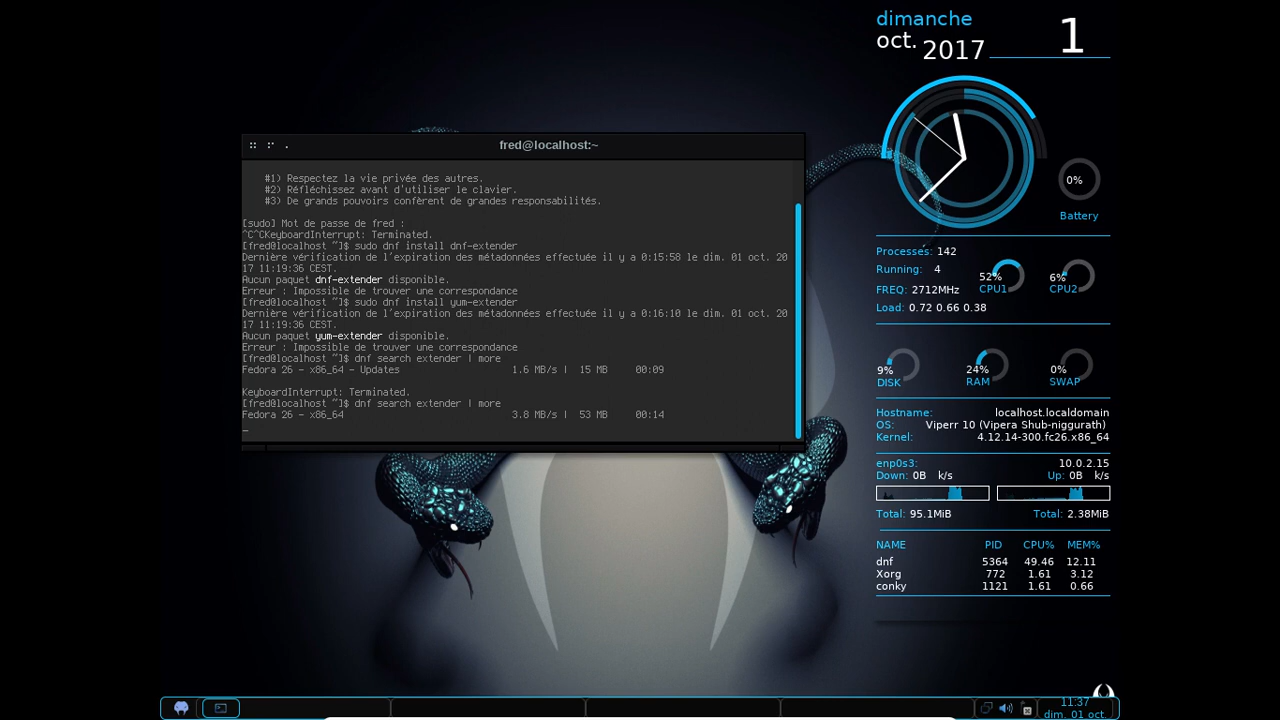 dimanche
oct. 2017 1
fred@localhost:~
#1) Respectez la vie privée des autres.
#2) Réfléchissez avant d'utiliser le clavier.
#3) De grands pouvoirs confèrent de grandes responsabilités.
[sudo] Mot de passe de fred :
^C^CKeyboardInterrupt: Terminated.
[fred@localhost ~]$ sudo dnf install dnf-extender
Dernière vérification de l'expiration des métadonnées effectuée il y a 0:15:58 le dim. 01 oct. 20
17 11:19:36 CEST.
Aucun paquet dnf-extender disponible.
Erreur : Impossible de trouver une correspondance
[fred@localhost ~]$ sudo dnf install yum-extender
Dernière vérification de l'expiration des métadonnées effectuée il y a 0:16:10 le dim. 01 oct. 20
17 11:19:36 CEST.
Aucun paquet yum-extender disponible.
Erreur : Impossible de trouver une correspondance
[fred@localhost ~]$ dnf search extender | more
Fedora 26 - x86_64 - Updates 1.6 MB/s | 15 MB 00:09
KeyboardInterrupt: Terminated.
[fred@localhost ~]$ dnf search extender | more
Fedora 26 - x86_64 3.8 MB/s | 53 MB 00:14
_
0%
Battery
Processes: 142
Running: 4
FREQ: 2712MHz
Load: 0.72 0.66 0.38
52% CPU1
6% CPU2
9% DISK
24% RAM
0% SWAP
Hostname: localhost.localdomain
OS: Viperr 10 (Vipera Shub-niggurath)
Kernel: 4.12.14-300.fc26.x86_64
enp0s3: 10.0.2.15
Down: 0B k/s Up: 0B k/s
Total: 95.1MiB Total: 2.38MiB
NAME PID CPU% MEM%
dnf 5364 49.46 12.11
Xorg 772 1.61 3.12
conky 1121 1.61 0.66
11:37
dim. 01 oct.